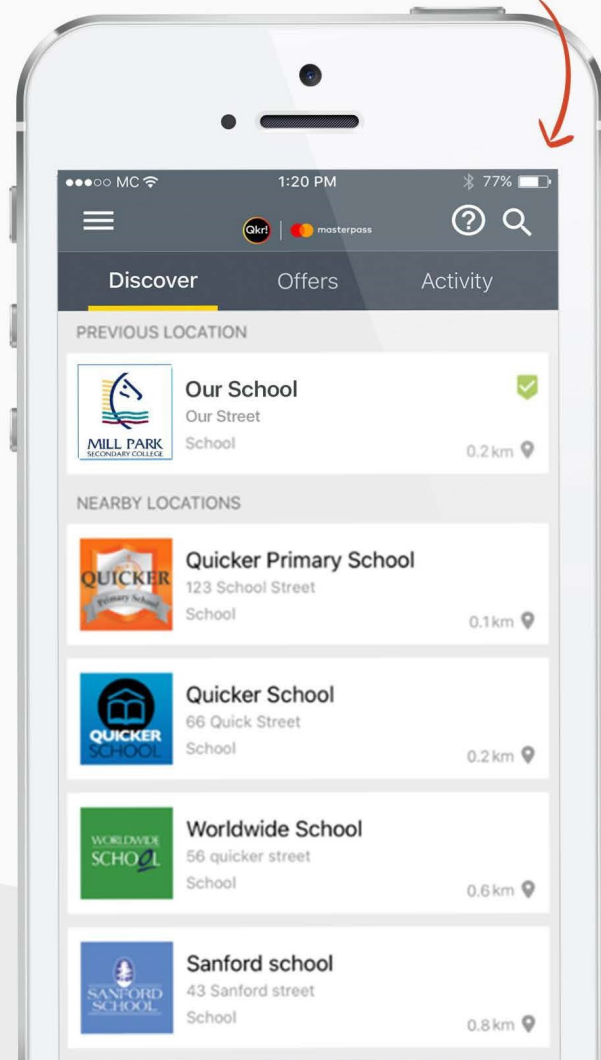 MC
1:20 PM
77%
Qkr!
masterpass
Discover
Offers
Activity
PREVIOUS LOCATION
MILL PARK
SECONDARY COLLEGE
Our School
Our Street
School
0.2 km
NEARBY LOCATIONS
QUICKER
Primary School
Quicker Primary School
123 School Street
School
0.1 km
QUICKER
SCHOOL
Quicker School
66 Quick Street
School
0.2 km
WORLDWIDE
SCHOOL
Worldwide School
56 quicker street
School
0.6 km
SANFORD
SCHOOL
Sanford school
43 Sanford street
School
0.8 km